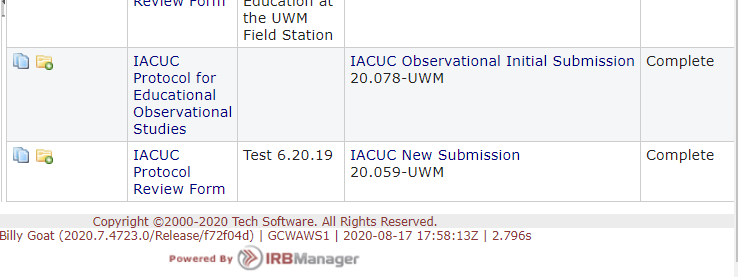 Review Form
Education at
the UWM
Field Station
IACUC
Protocol for
Educational
Observational
Studies
IACUC Observational Initial Submission
20.078-UWM
Complete
IACUC
Protocol
Review Form
Test 6.20.19
IACUC New Submission
20.059-UWM
Complete
Copyright ©2000-2020 Tech Software. All Rights Reserved.
Billy Goat (2020.7.4723.0/Release/f72f04d) | GCWAWS1 | 2020-08-17 17:58:13Z | 2.796s
Powered By IRBManager